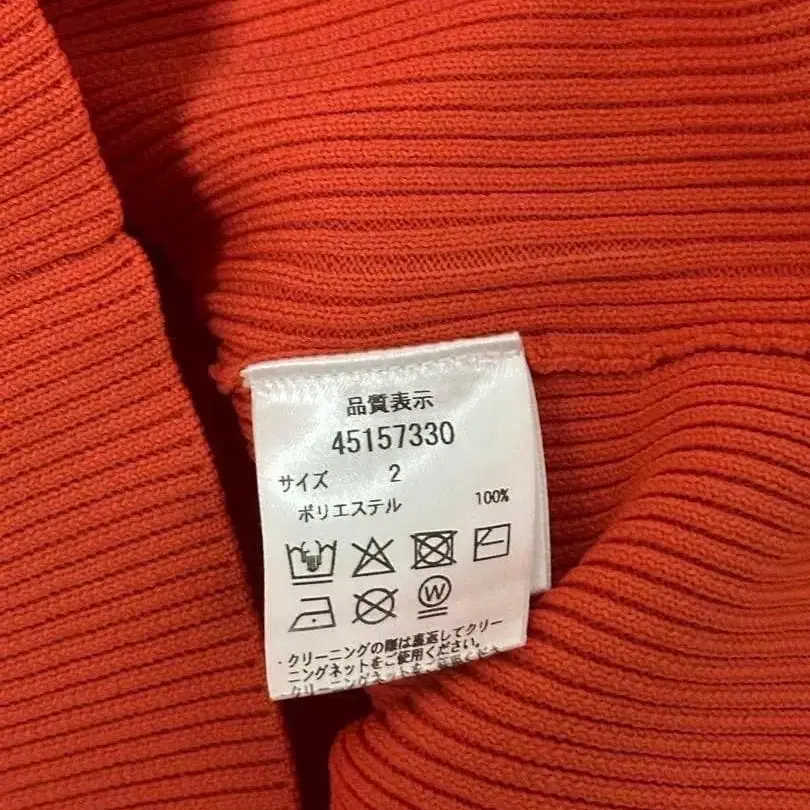 品質表示
45157330
サイズ 2
ポリエステル 100%
W
・クリーニングの際は裏返してクリー
ニングネットをご使用ください。